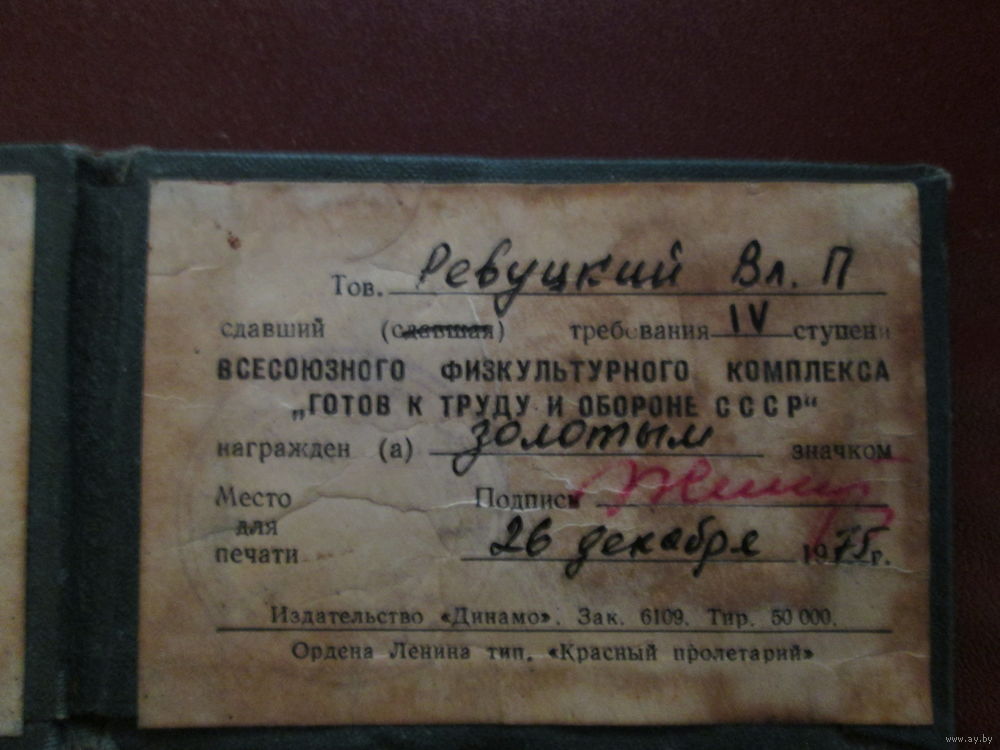 Тов. Ревуцкий Вл. П
сдавший (сдавшая) требования IV ступени
ВСЕСОЮЗНОГО ФИЗКУЛЬТУРНОГО КОМПЛЕКСА
„ГОТОВ К ТРУДУ И ОБОРОНЕ СССР“
награжден (а) золотым значком
Место Подпись
для
печати 26 декабря 1975 г.
Издательство «Динамо». Зак. 6109. Тир. 50 000.
Ордена Ленина тип. «Красный пролетарий»
www.ay.by